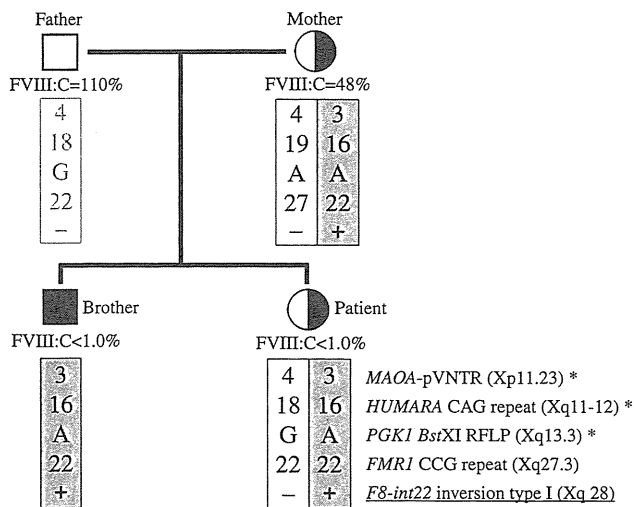 Father
Mother
FVIII:C=110%
FVIII:C=48%
4
18
G
22
–
4 3
19 16
A A
27 22
– +
Brother
Patient
FVIII:C<1.0%
FVIII:C<1.0%
3
16
A
22
+
4 3 MAOA-pVNTR (Xp11.23) *
18 16 HUMARA CAG repeat (Xq11-12) *
G A PGK1 BstXI RFLP (Xq13.3) *
22 22 FMR1 CCG repeat (Xq27.3)
– + F8-int22 inversion type I (Xq 28)